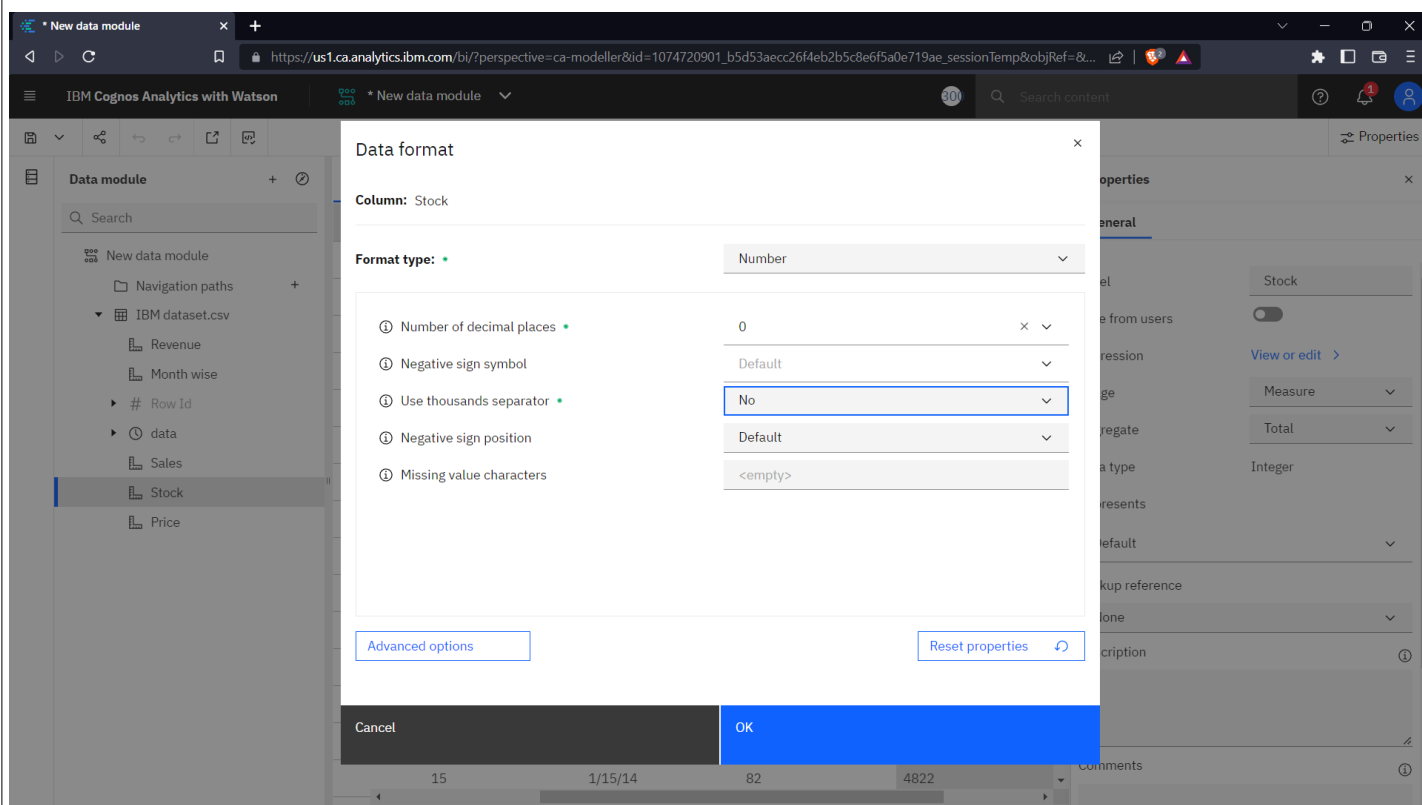 * New data module
https://us1.ca.analytics.ibm.com/bi/?perspective=ca-modeller&id=1074720901_b5d53aecc26f4eb2b5c8e6f5a0e719ae_sessionTemp&objRef=&...
IBM Cognos Analytics with Watson
* New data module
300
Search content
1
Properties
Data module
Search
New data module
Navigation paths
IBM dataset.csv
Revenue
Month wise
# Row Id
data
Sales
Stock
Price
Data format
Column: Stock
Format type:
Number
Number of decimal places
0
Negative sign symbol
Default
Use thousands separator
No
Negative sign position
Default
Missing value characters
<empty>
Advanced options
Reset properties
Cancel
OK
15 1/15/14 82 4822
operties
eneral
el
Stock
e from users
ression
View or edit >
ge
Measure
regate
Total
a type
Integer
resents
efault
kup reference
None
cription
Comments